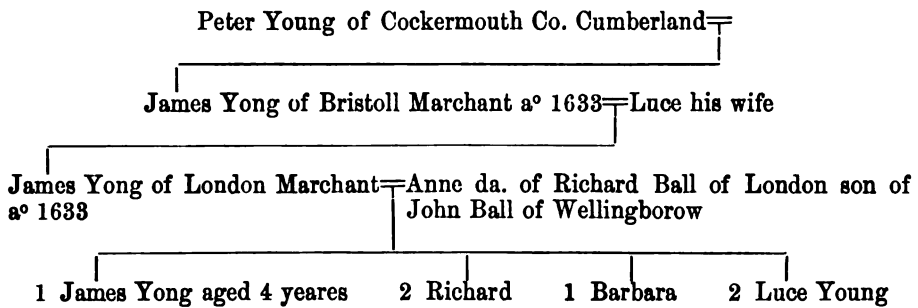 Peter Young of Cockermouth Co. Cumberland
James Yong of Bristoll Marchant aº 1633 Luce his wife
James Yong of London Marchant Anne da. of Richard Ball of London son of
aº 1633 John Ball of Wellingborow
1 James Yong aged 4 yeares 2 Richard 1 Barbara 2 Luce Young